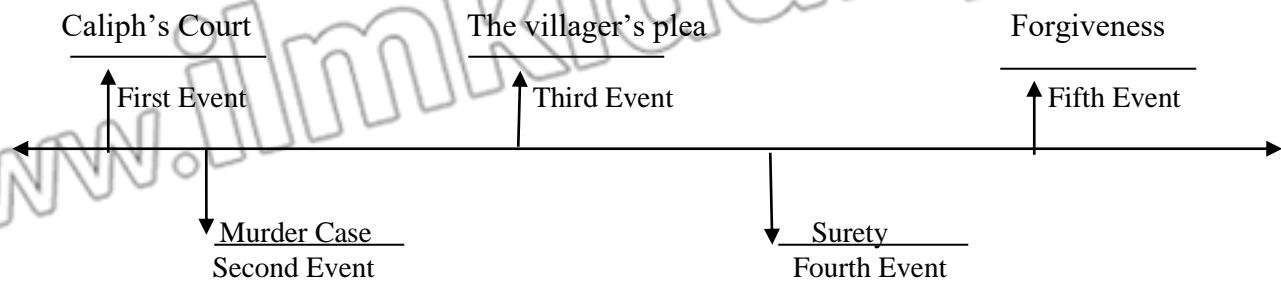 Caliph's Court
The villager's plea
Forgiveness
First Event
Third Event
Fifth Event
Murder Case
Surety
Second Event
Fourth Event